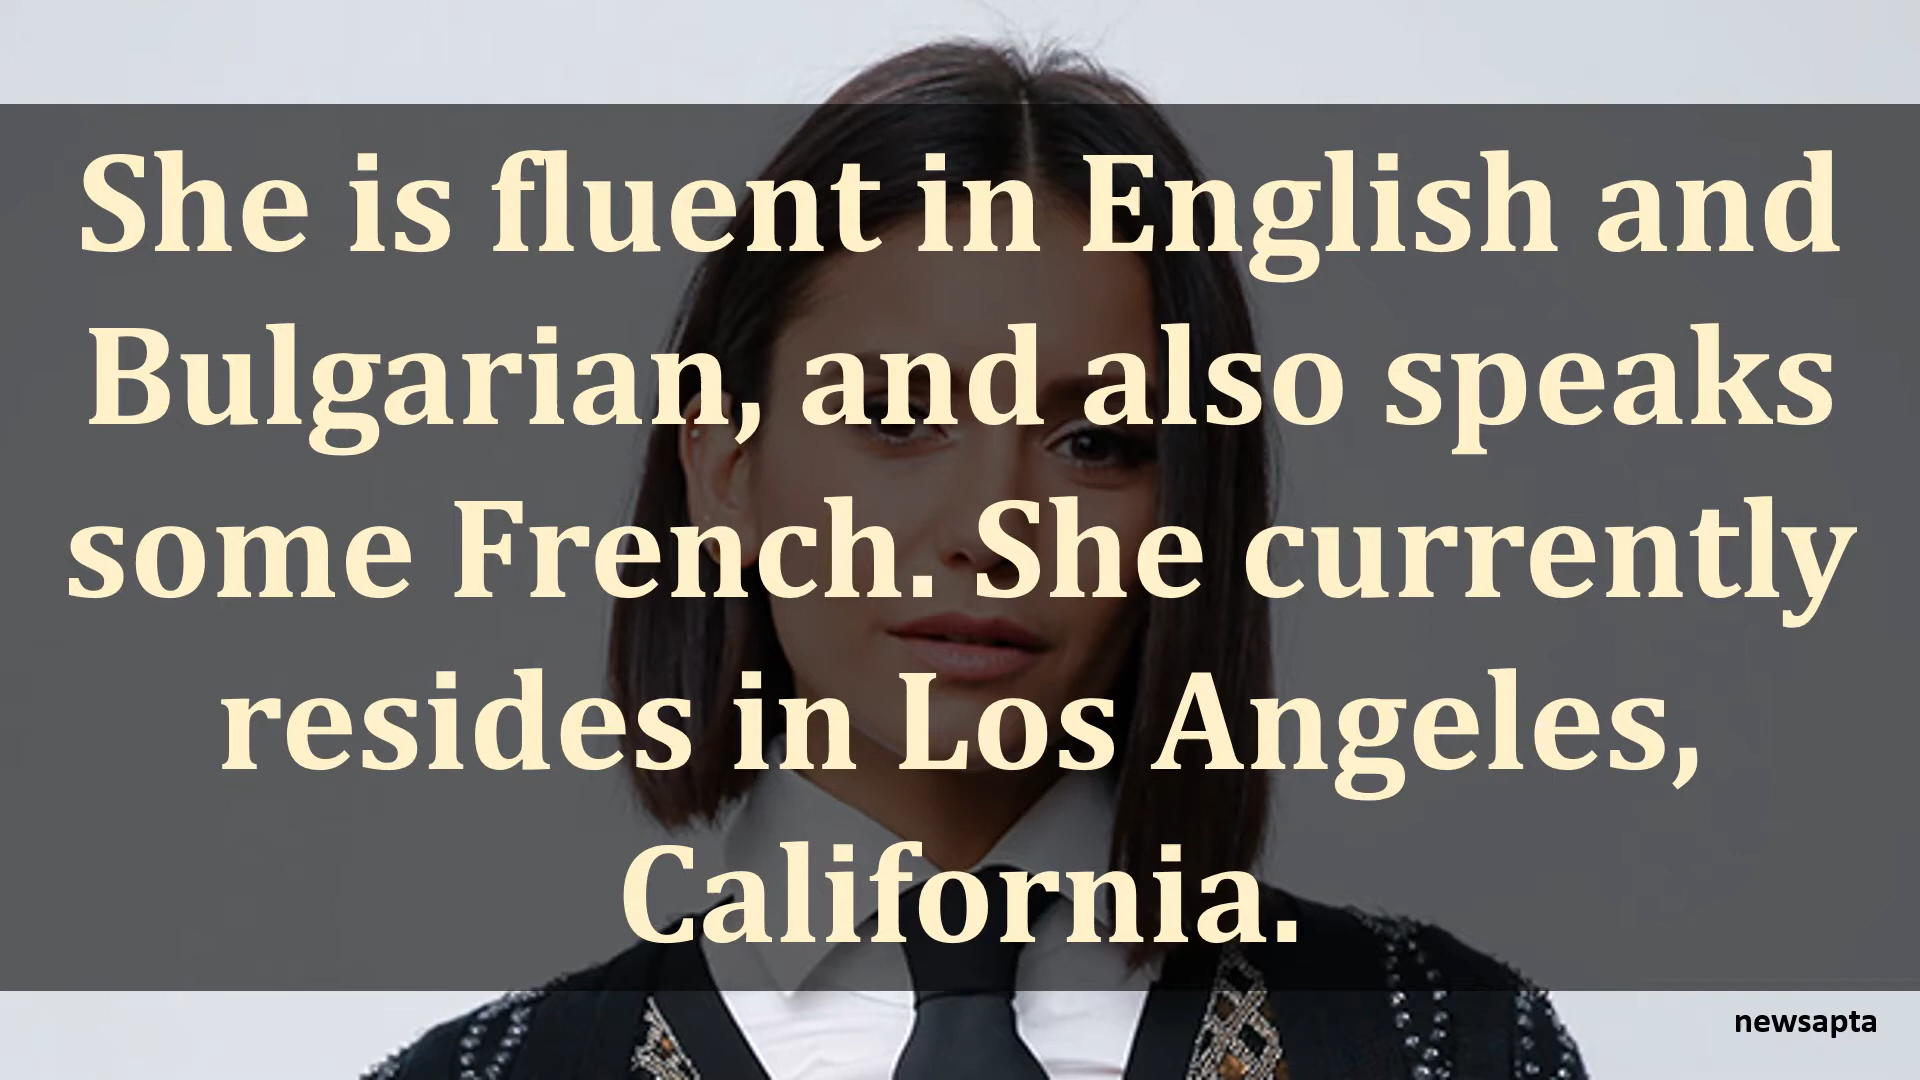 She is fluent in English and
Bulgarian, and also speaks
some French. She currently
resides in Los Angeles,
California.
newsapta